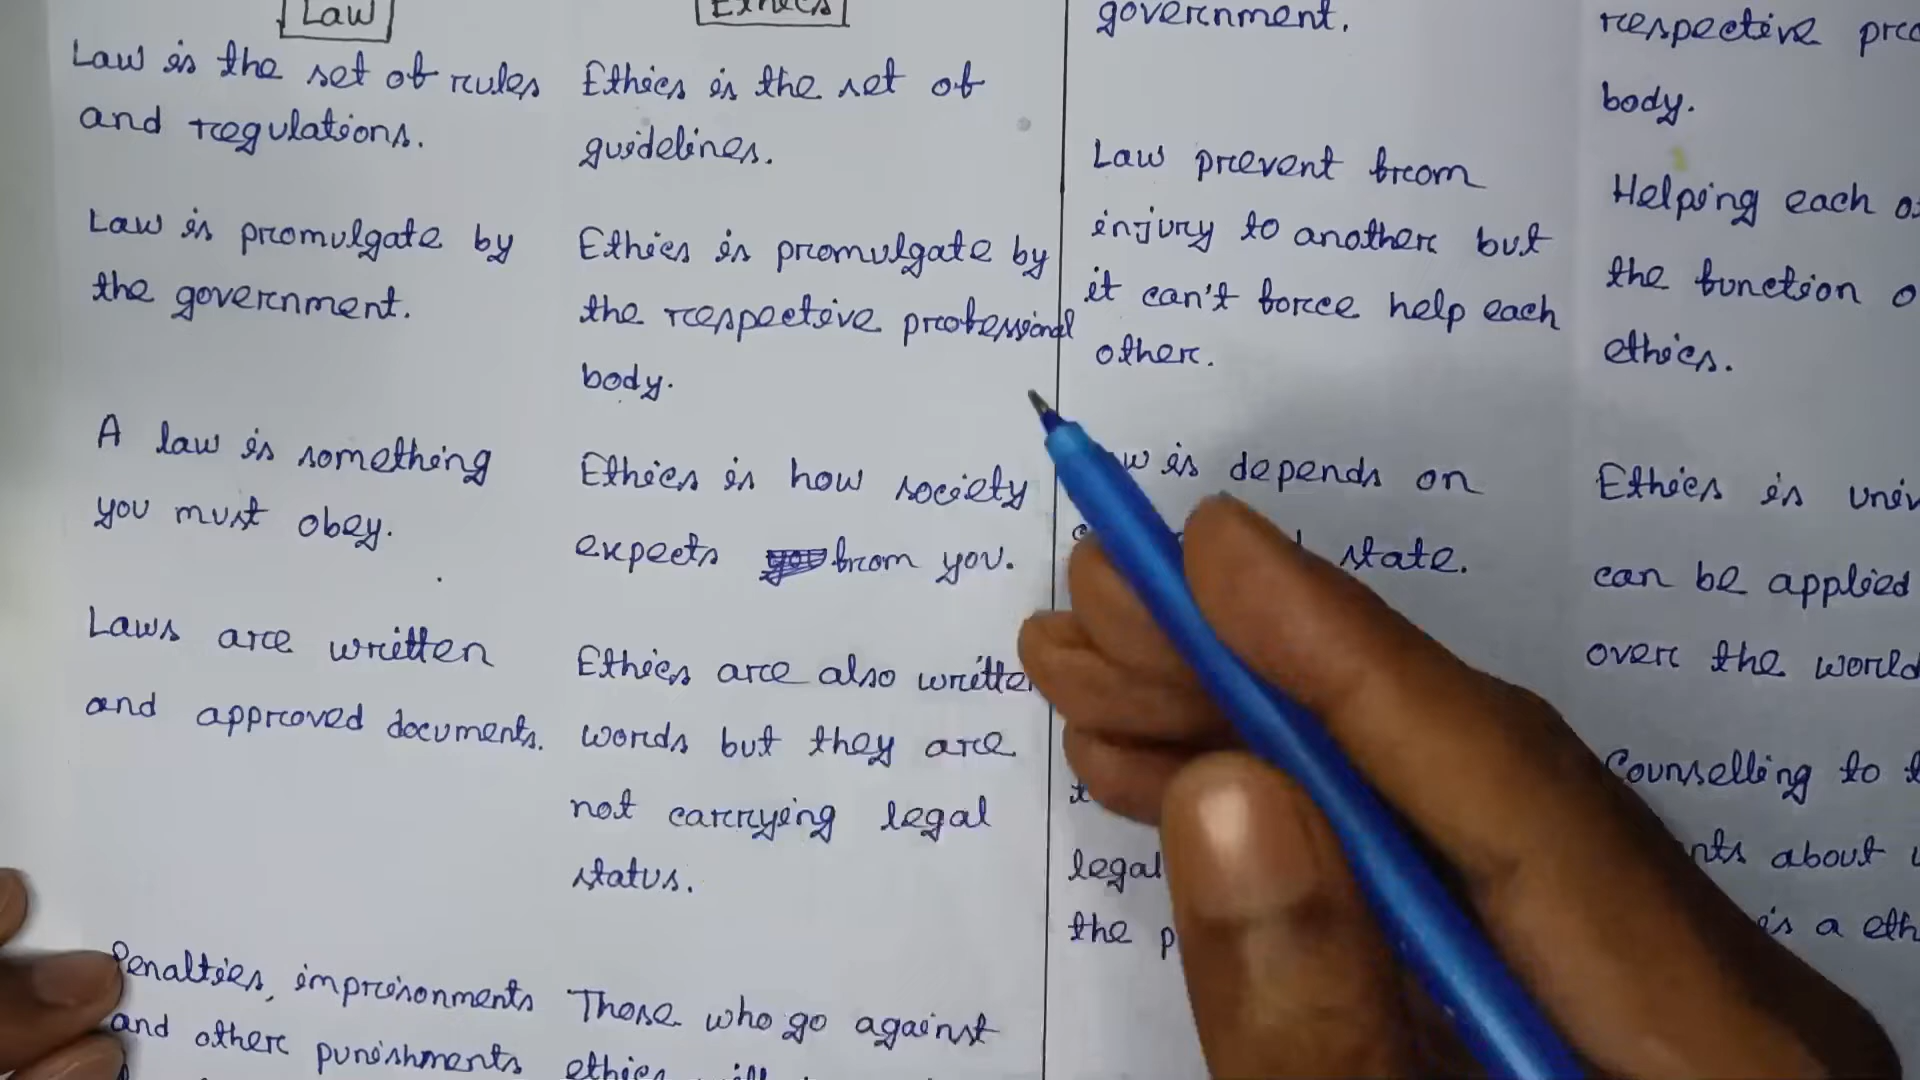 Law
Law is the set of rules
and regulations.
Law is promulgate by
the government.
A law is something
you must obey.
Laws are written
and approved documents.
Penalties, imprisonments
and other punishments
Ethics
Ethics is the set of
guidelines.
Ethics is promulgate by
the respective professional
body.
Ethics is how society
expects from you.
Ethics are also written
words but they are
not carrying legal
status.
Those who go against
ethics will
government.
Law prevent from
injury to another but
it can't force help each
other.
is depends on
state.
legal
the
respective
body.
Helping each
the function
ethics.
Ethics is
can be applied
over the world
Counselling to
about
is a